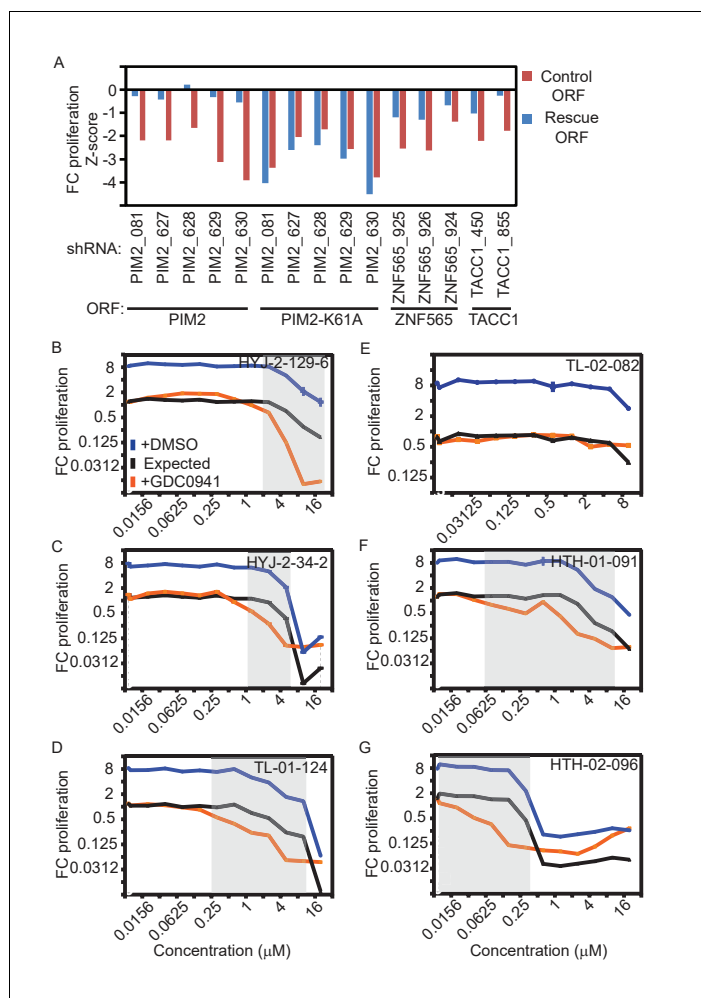 A
FC proliferation
Z-score
0
-1
-2
-3
-4
Control
ORF
Rescue
ORF
shRNA:
PIM2_081
PIM2_627
PIM2_628
PIM2_629
PIM2_630
PIM2_081
PIM2_627
PIM2_628
PIM2_629
PIM2_630
ZNF565_925
ZNF565_926
ZNF565_924
TACC1_450
TACC1_855
ORF: PIM2 PIM2-K61A ZNF565 TACC1
B
HYJ-2-129-6
FC proliferation
8
2
0.5
0.125
0.0312
+DMSO
Expected
+GDC0941
0.0156 0.0625 0.25 1 4 16
E
TL-02-082
FC proliferation
8
2
0.5
0.125
0.03125 0.125 0.5 2 8
C
HYJ-2-34-2
FC proliferation
8
2
0.5
0.125
0.0312
0.0156 0.0625 0.25 1 4 16
F
HTH-01-091
FC proliferation
8
2
0.5
0.125
0.0312
0.0156 0.0625 0.25 1 4 16
D
TL-01-124
FC proliferation
8
2
0.5
0.125
0.0312
0.0156 0.0625 0.25 1 4 16
Concentration (μM)
G
HTH-02-096
FC proliferation
8
2
0.5
0.125
0.0312
0.0156 0.0625 0.25 1 4 16
Concentration (μM)